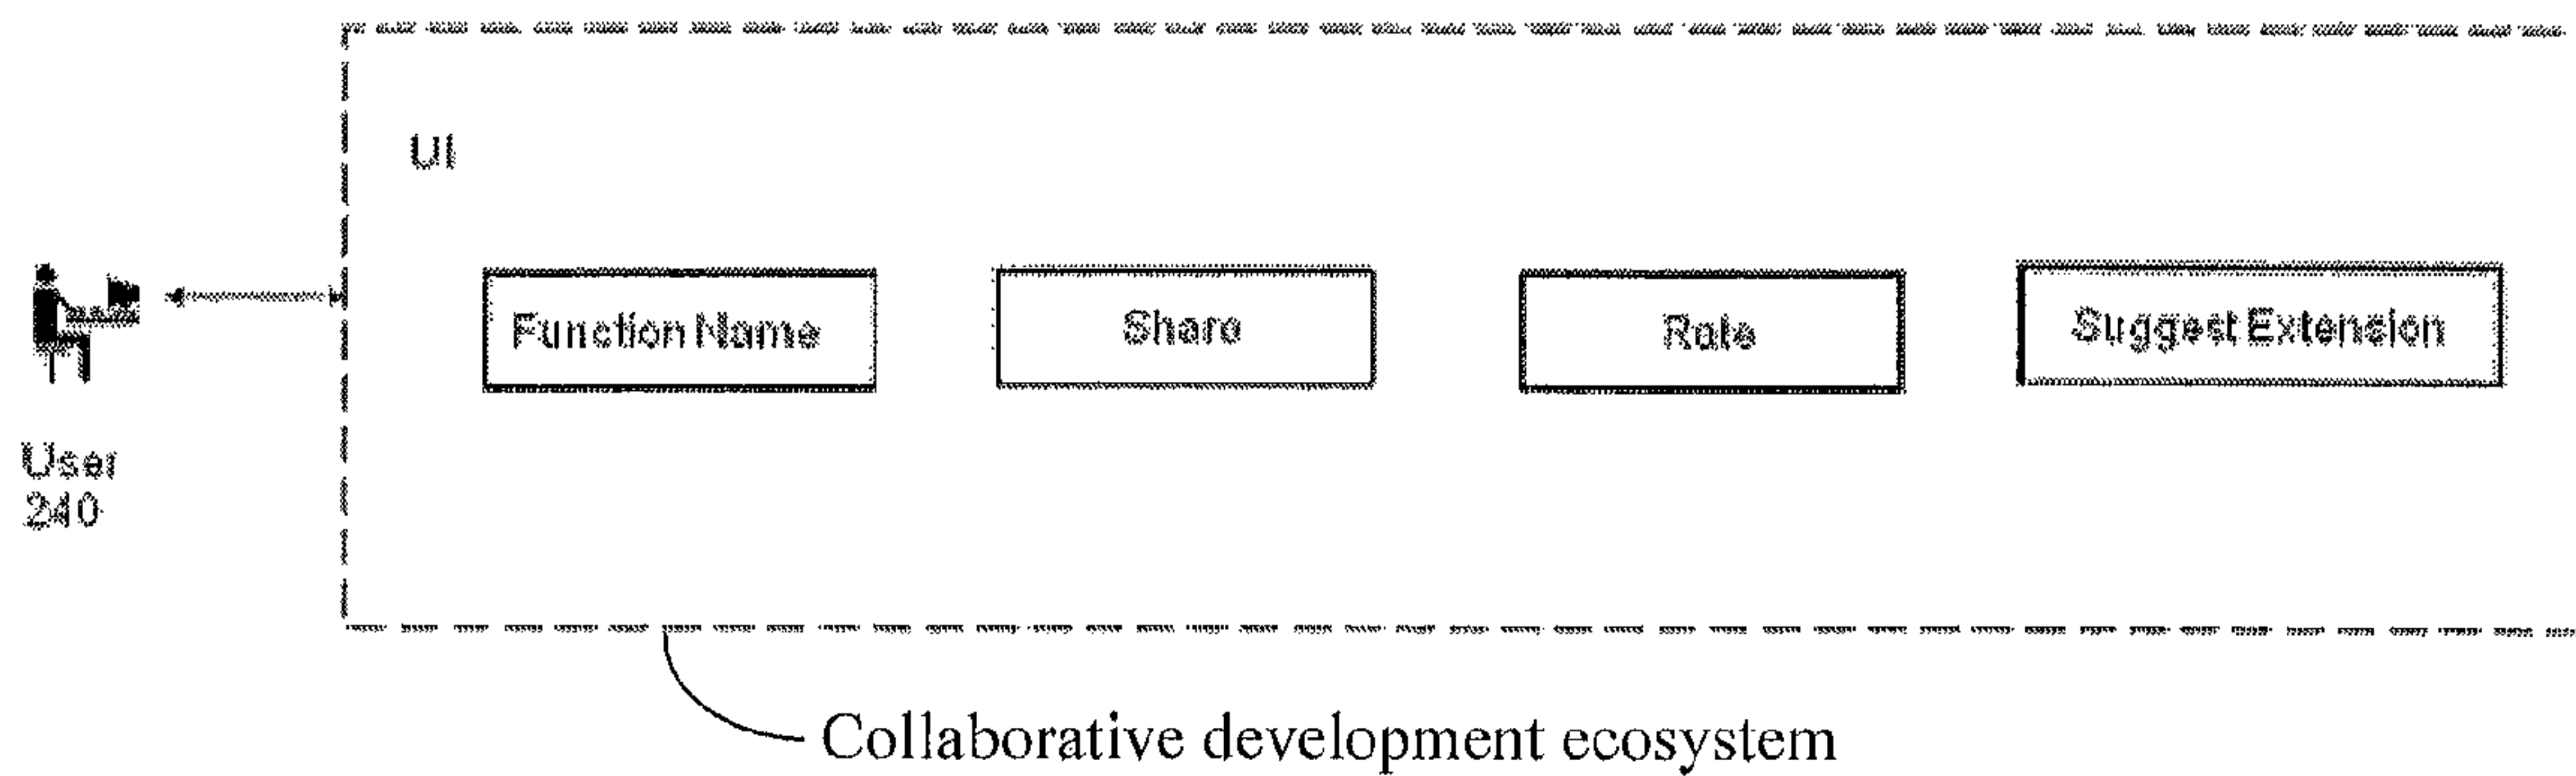 UI
Function Name
Share
Rate
Suggest Extension
User
240
Collaborative development ecosystem